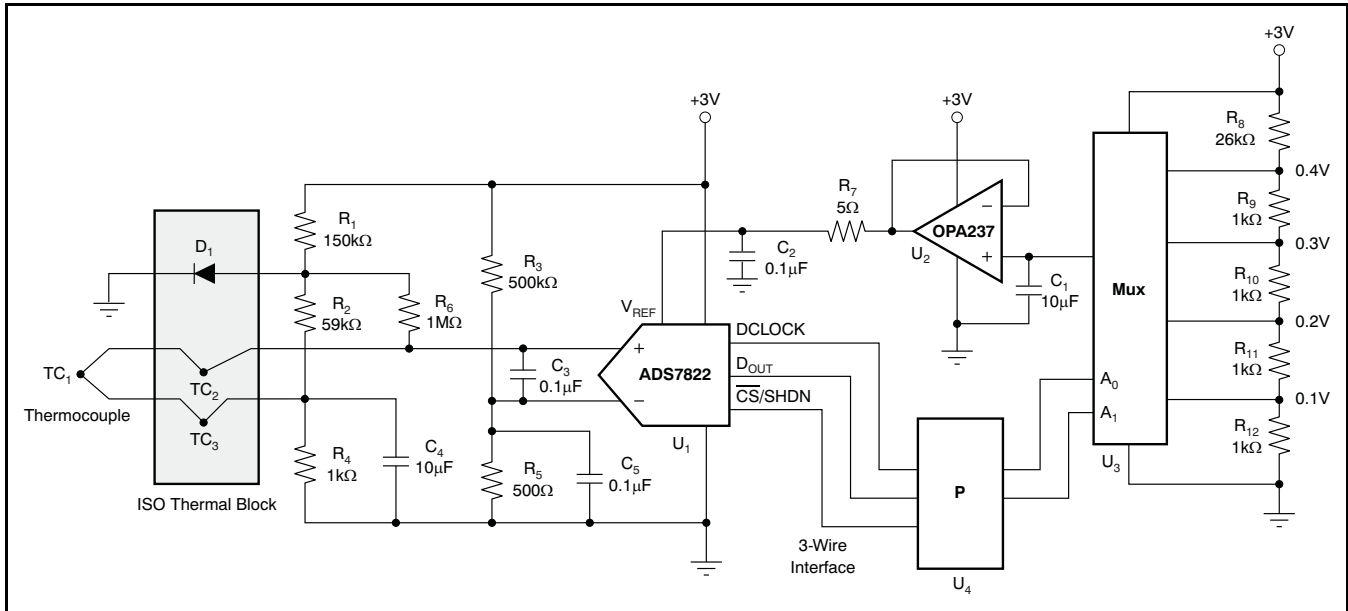 +3V
R8
26kΩ
0.4V
R9
1kΩ
0.3V
R10
1kΩ
0.2V
R11
1kΩ
0.1V
R12
1kΩ
+3V
+3V
R7
5Ω
OPA237
U2
−
+
C1
10µF
C2
0.1µF
Mux
A0
A1
U3
D1
R1
150kΩ
R2
59kΩ
R6
1MΩ
R3
500kΩ
VREF
DCLOCK
DOUT
CS/SHDN
+
−
ADS7822
U1
C3
0.1µF
TC1
Thermocouple
TC2
TC3
R4
1kΩ
C4
10µF
R5
500Ω
C5
0.1µF
ISO Thermal Block
3-Wire
Interface
P
U4